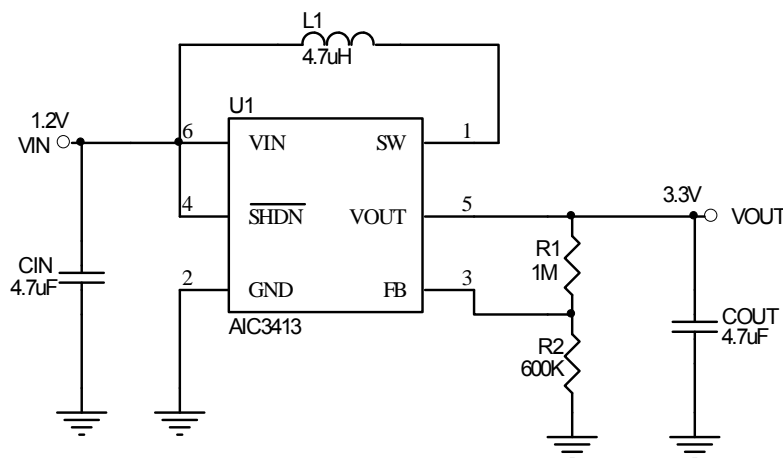 L1
4.7uH
U1
1.2V
VIN
6
VIN
SW
1
4
SHDN
VOUT
5
3.3V
VOUT
R1
1M
CIN
4.7uF
2
GND
FB
3
AIC3413
R2
600K
COUT
4.7uF